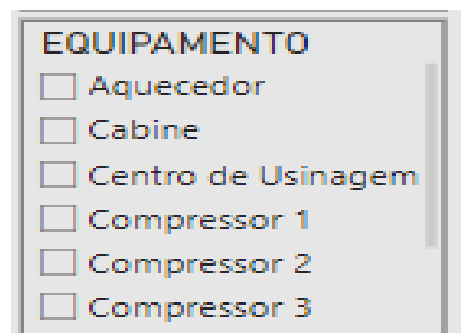 EQUIPAMENTO
Aquecedor
Cabine
Centro de Usinagem
Compressor 1
Compressor 2
Compressor 3